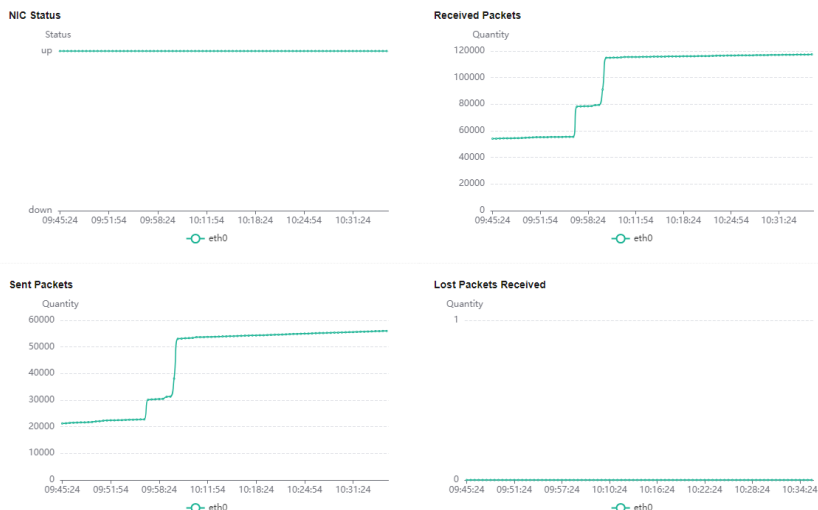 NIC Status
Status
up
down
09:45:24 09:51:54 09:58:24 10:11:54 10:18:24 10:24:54 10:31:24
eth0
Received Packets
Quantity
120000
100000
80000
60000
40000
20000
0
09:45:24 09:51:54 09:58:24 10:11:54 10:18:24 10:24:54 10:31:24
eth0
Sent Packets
Quantity
60000
50000
40000
30000
20000
10000
0
09:45:24 09:51:54 09:58:24 10:11:54 10:18:24 10:24:54 10:31:24
eth0
Lost Packets Received
Quantity
1
0
09:45:24 09:51:24 09:57:24 10:10:24 10:16:24 10:22:24 10:28:24 10:34:24
eth0